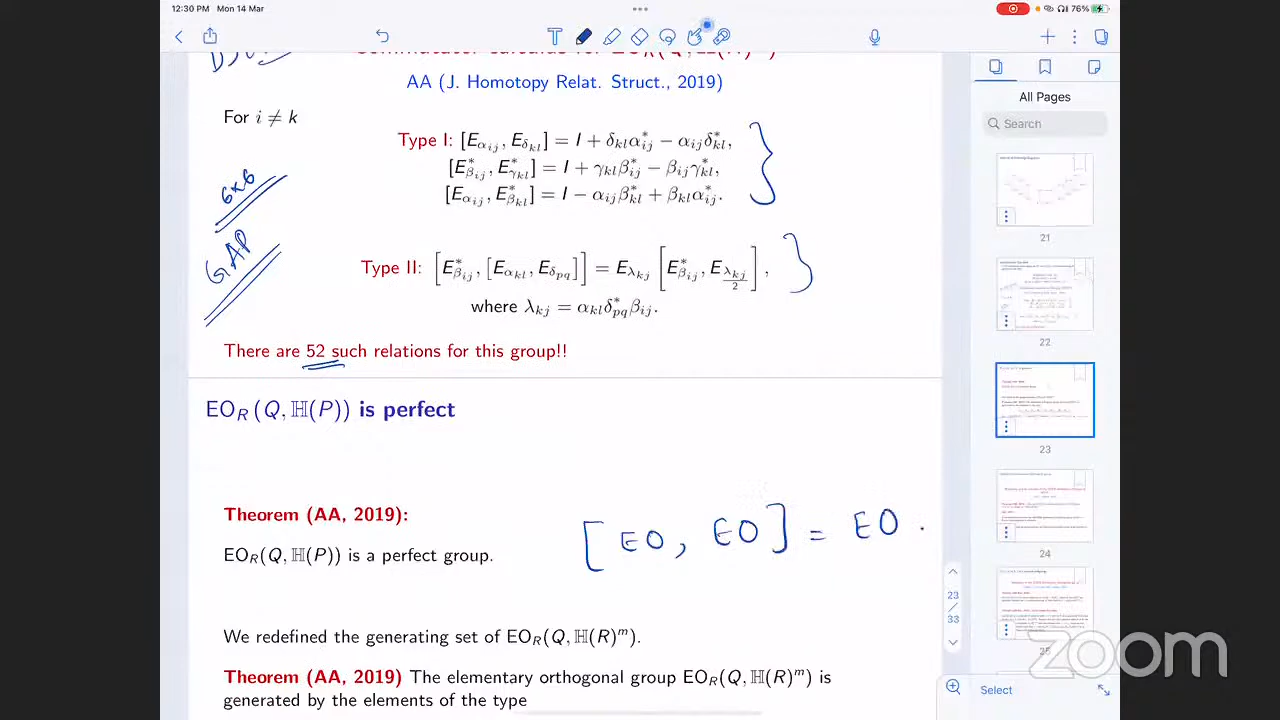 12:30 PM Mon 14 Mar
76%
AA (J. Homotopy Relat. Struct., 2019)
All Pages
Search
For i ≠ k
Type I: [E_{α_{ij}}, E_{δ_{kl}}] = I + δ_{kl}α*_{ij} − α_{ij}δ*_{kl},
[E*_{β_{ij}}, E*_{γ_{kl}}] = I + γ_{kl}β*_{ij} − β_{ij}γ*_{kl},
[E_{α_{ij}}, E*_{β_{kl}}] = I − α_{ij}β*_{kl} + β_{kl}α*_{ij}.
6x6
GAP
Type II: [E*_{β_{ij}}, [E_{α_{kl}}, E_{δ_{pq}}]] = E_{λ_{kj}} [E*_{β_{ij}}, E_{λ_{kj}/2}],
where λ_{kj} = α_{kl}δ*_{pq}β_{ij}.
There are 52 such relations for this group!!
21
22
23
24
EO_R(Q, ℍ(P)) is perfect
Theorem (AA, 2019):
EO_R(Q, ℍ(P)) is a perfect group.
[EO, EO] = EO.
We redefine the generating set of EO_R(Q, ℍ(R)^m).
Theorem (AA, 2019) The elementary orthogonal group EO_R(Q, ℍ(R)^m) is
generated by the elements of the type
23
33
Select
zoom